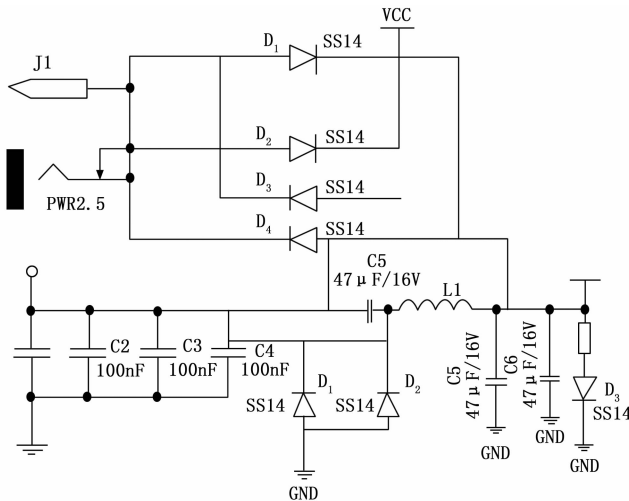 VCC
D1
SS14
J1
D2
SS14
D3
SS14
PWR2.5
D4
SS14
C5
47μF/16V
L1
C2
100nF
C3
100nF
C4
100nF
D1
SS14
D2
SS14
C5
47μF/16V
C6
47μF/16V
D3
SS14
GND
GND
GND
GND